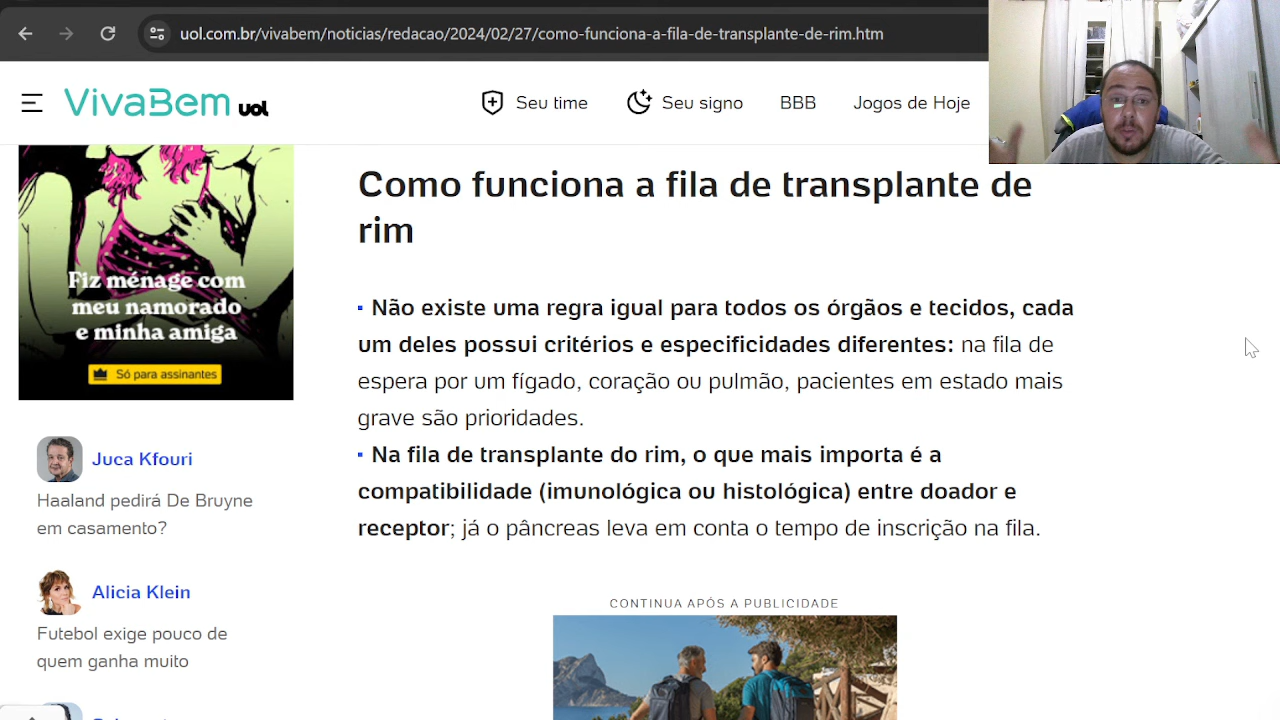 uol.com.br/vivabem/noticias/redacao/2024/02/27/como-funciona-a-fila-de-transplante-de-rim.htm
VivaBem uol
Seu time
Seu signo
BBB
Jogos de Hoje
Fiz ménage com
meu namorado
e minha amiga
Só para assinantes
Juca Kfouri
Haaland pedirá De Bruyne
em casamento?
Alicia Klein
Futebol exige pouco de
quem ganha muito
Como funciona a fila de transplante de
rim
Não existe uma regra igual para todos os órgãos e tecidos, cada
um deles possui critérios e especificidades diferentes: na fila de
espera por um fígado, coração ou pulmão, pacientes em estado mais
grave são prioridades.
Na fila de transplante do rim, o que mais importa é a
compatibilidade (imunológica ou histológica) entre doador e
receptor; já o pâncreas leva em conta o tempo de inscrição na fila.
CONTINUA APÓS A PUBLICIDADE